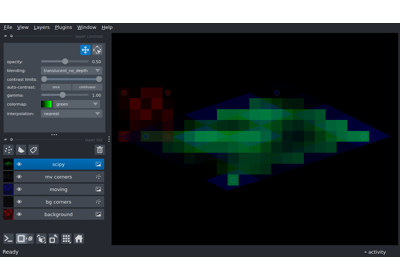 File View Layers Plugins Window Help
opacity: 0.50
blending: translucent_no_depth
contrast limits:
auto-contrast: once continuous
gamma: 1.00
colormap: green
interpolation: nearest
scipy
mv corners
moving
bg corners
background
Ready
activity